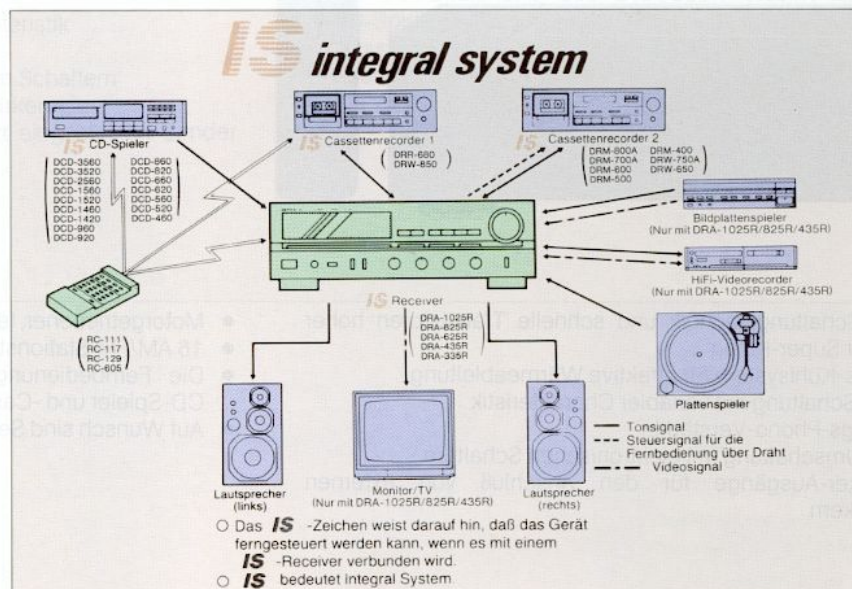 IS integral system
IS CD-Spieler
DCD-3560 DCD-860
DCD-3520 DCD-820
DCD-2560 DCD-660
DCD-1560 DCD-620
DCD-1520 DCD-560
DCD-1460 DCD-520
DCD-1420 DCD-460
DCD-960
DCD-920
IS Cassettenrecorder 1
DRR-680
DRW-850
IS Cassettenrecorder 2
DRM-800A DRM-400
DRM-700A DRW-750A
DRM-600 DRW-650
DRM-500
Bildplattenspieler
(Nur mit DRA-1025R/825R/435R)
HiFi-Videorecorder
(Nur mit DRA-1025R/825R/435R)
IS Receiver
DRA-1025R
DRA-825R
DRA-625R
DRA-435R
DRA-335R
RC-111
RC-117
RC-129
RC-605
Plattenspieler
Tonsignal
Steuersignal für die
Fernbedienung über Draht
Videosignal
Lautsprecher
(links)
Monitor/TV
(Nur mit DRA-1025R/825R/435R)
Lautsprecher
(rechts)
○ Das IS -Zeichen weist darauf hin, daß das Gerät
ferngesteuert werden kann, wenn es mit einem
IS -Receiver verbunden wird.
○ IS bedeutet Integral System.